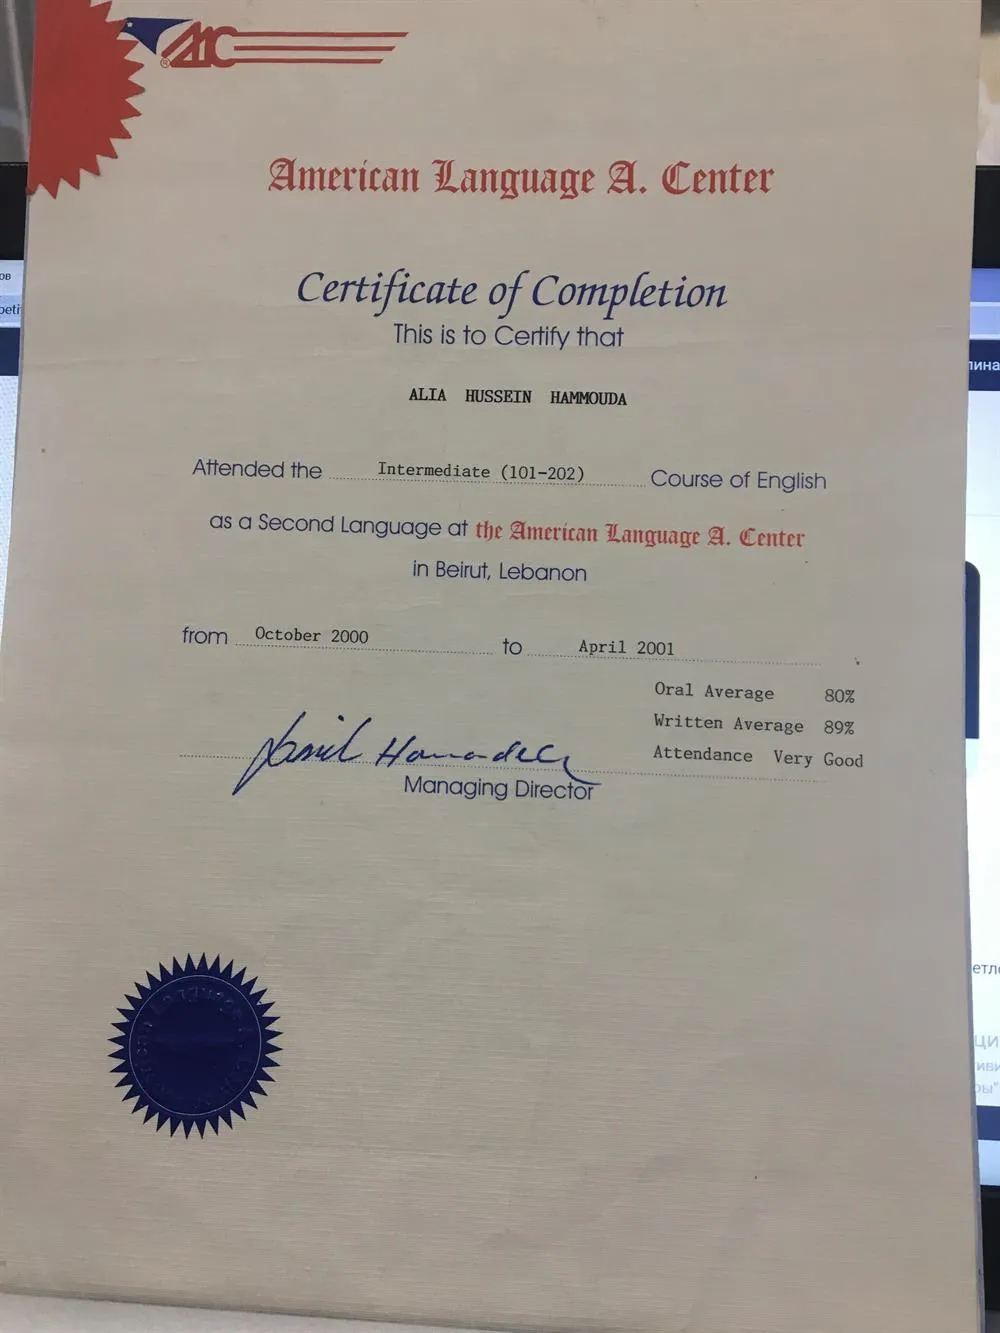 ALC
®
American Language A. Center
Certificate of Completion
This is to Certify that
ALIA HUSSEIN HAMMOUDA
Attended the Intermediate (101-202) Course of English
as a Second Language at the American Language A. Center
in Beirut, Lebanon
from October 2000 to April 2001
Oral Average 80%
Written Average 89%
Attendance Very Good
Managing Director